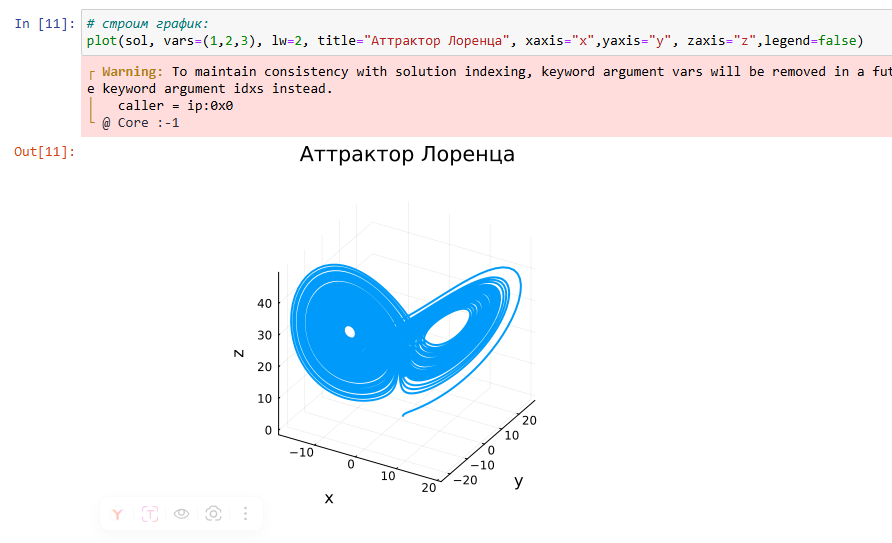 In [11]: # строим график:
plot(sol, vars=(1,2,3), lw=2, title="Аттрактор Лоренца", xaxis="x",yaxis="y", zaxis="z",legend=false)
┌ Warning: To maintain consistency with solution indexing, keyword argument vars will be removed in a fut
e keyword argument idxs instead.
│   caller = ip:0x0
└ @ Core :-1
Out[11]:
Аттрактор Лоренца
40
30
z
20
10
0
−10
0
10
20
x
−20
−10
0
10
20
y
Y
T